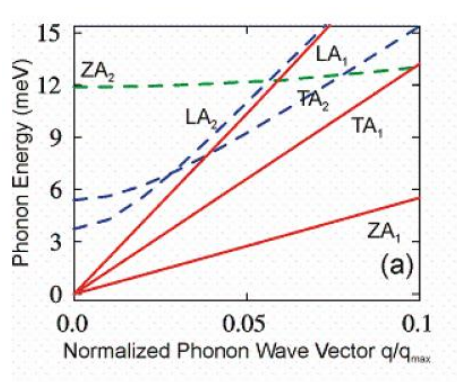 15
12
9
6
3
0
Phonon Energy (meV)
ZA₂
LA₁
LA₂
TA₂
TA₁
ZA₁
(a)
0.0 0.05 0.1
Normalized Phonon Wave Vector q/qₘₐₓ